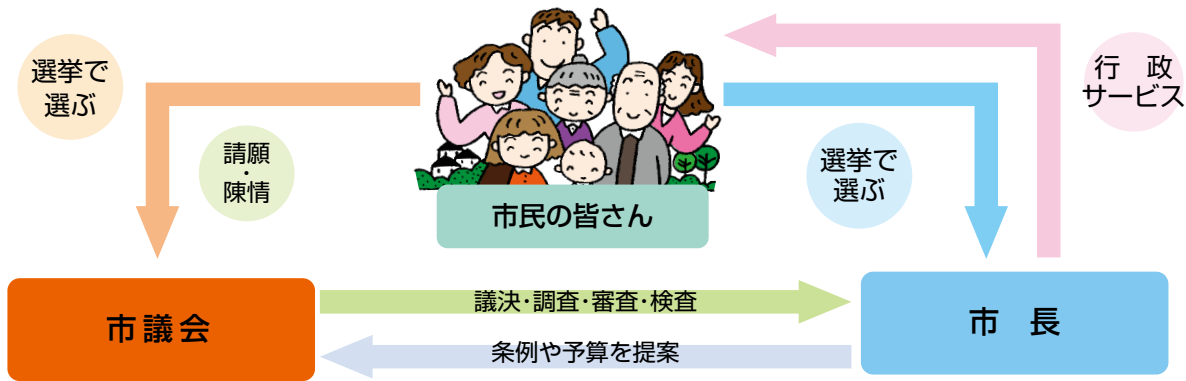 選挙で
選ぶ
請願
・
陳情
市民の皆さん
選挙で
選ぶ
行　政
サービス
市議会
議決・調査・審査・検査
条例や予算を提案
市　長